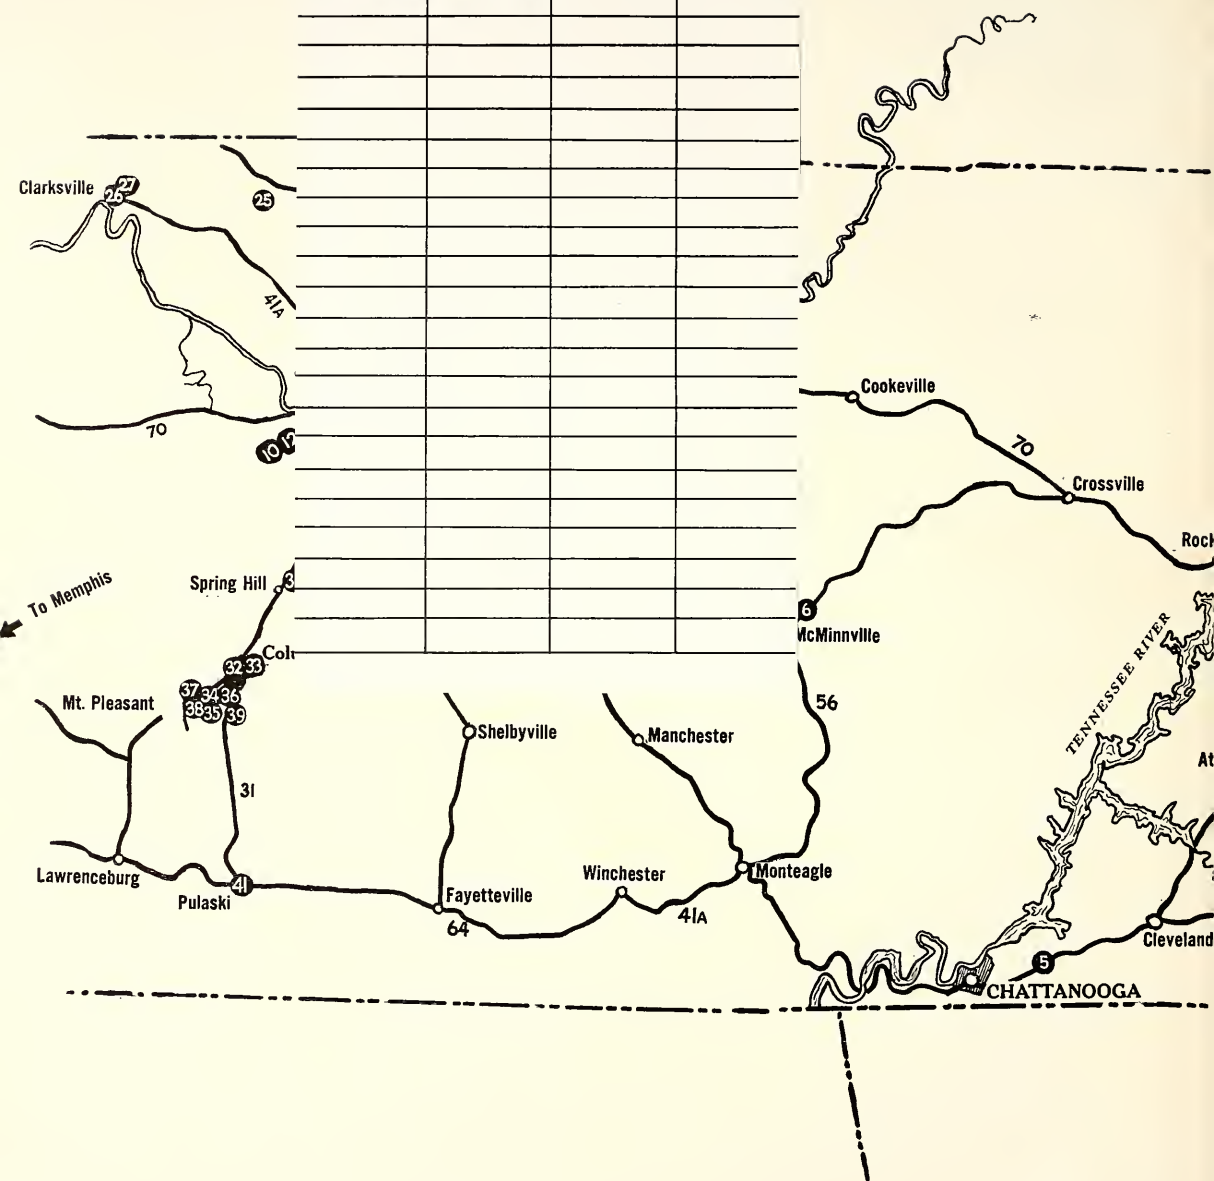 Clarksville
27
26
25
41A
70
10
Cookeville
70
Crossville
To Memphis
Spring Hill
6
McMinnville
TENNESSEE RIVER
32 33
37
34 36
38 35 39
Mt. Pleasant
56
Shelbyville
Manchester
31
Lawrenceburg
41
Pulaski
Fayetteville
64
Winchester
Monteagle
41A
Cleveland
5
CHATTANOOGA